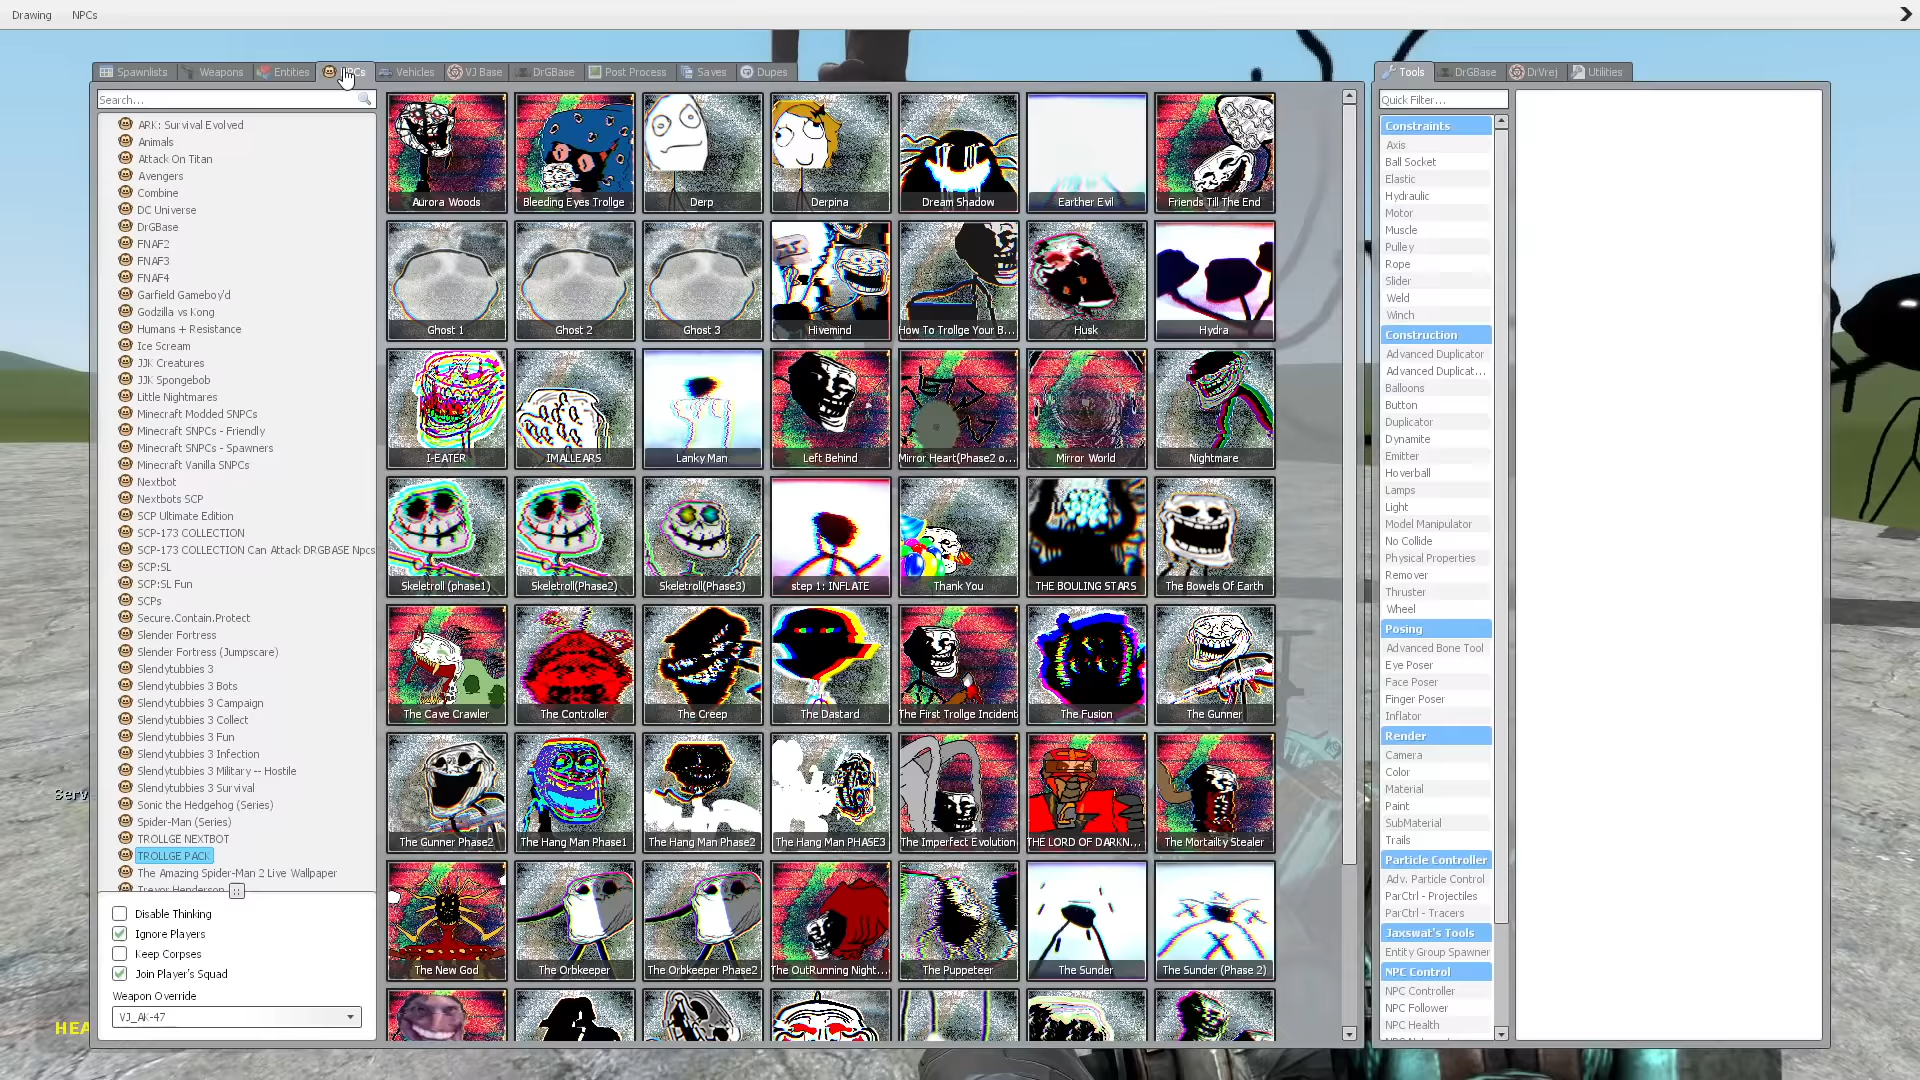 Drawing NPCs
Spawnlists Weapons Entities NPCs Vehicles VJ Base DrGBase Post Process Saves Dupes
Search...
ARK: Survival Evolved
Animals
Attack On Titan
Avengers
Combine
DC Universe
DrGBase
FNAF2
FNAF3
FNAF4
Garfield Gameboy'd
Godzilla vs Kong
Humans + Resistance
Ice Scream
JJK Creatures
JJK Spongebob
Little Nightmares
Minecraft Modded SNPCs
Minecraft SNPCs - Friendly
Minecraft SNPCs - Spawners
Minecraft Vanilla SNPCs
Nextbot
Nextbots SCP
SCP Ultimate Edition
SCP-173 COLLECTION
SCP-173 COLLECTION Can Attack DRGBASE Npcs
SCP:SL
SCP:SL Fun
SCPs
Secure.Contain.Protect
Slender Fortress
Slender Fortress (Jumpscare)
Slendytubbies 3
Slendytubbies 3 Bots
Slendytubbies 3 Campaign
Slendytubbies 3 Collect
Slendytubbies 3 Fun
Slendytubbies 3 Infection
Slendytubbies 3 Military -- Hostile
Slendytubbies 3 Survival
Sonic the Hedgehog (Series)
Spider-Man (Series)
TROLLGE NEXTBOT
TROLLGE PACK
The Amazing Spider-Man 2 Live Wallpaper
Trevor Henderson
Disable Thinking
Ignore Players
Keep Corpses
Join Player's Squad
Weapon Override
VJ_AK-47
Serv
HEA
Aurora Woods Bleeding Eyes Trollge Derp Derpina Dream Shadow Earther Evil Friends Till The End
Ghost 1 Ghost 2 Ghost 3 Hivemind How To Trollge Your B... Husk Hydra
I-EATER IMALLEARS Lanky Man Left Behind Mirror Heart(Phase2 o... Mirror World Nightmare
Skeletroll (phase1) Skeletroll(Phase2) Skeletroll(Phase3) step 1: INFLATE Thank You THE BOULING STARS The Bowels Of Earth
The Cave Crawler The Controller The Creep The Dastard The First Trollge Incident The Fusion The Gunner
The Gunner Phase2 The Hang Man Phase1 The Hang Man Phase2 The Hang Man PHASE3 The Imperfect Evolution THE LORD OF DARKN... The Mortailty Stealer
The New God The Orbkeeper The Orbkeeper Phase2 The OutRunning Night... The Puppeteer The Sunder The Sunder (Phase 2)
Tools DrGBase DrVrej Utilities
Quick Filter...
Constraints
Axis
Ball Socket
Elastic
Hydraulic
Motor
Muscle
Pulley
Rope
Slider
Weld
Winch
Construction
Advanced Duplicator
Advanced Duplicat...
Balloons
Button
Duplicator
Dynamite
Emitter
Hoverball
Lamps
Light
Model Manipulator
No Collide
Physical Properties
Remover
Thruster
Wheel
Posing
Advanced Bone Tool
Eye Poser
Face Poser
Finger Poser
Inflator
Render
Camera
Color
Material
Paint
SubMaterial
Trails
Particle Controller
Adv. Particle Control
ParCtrl - Projectiles
ParCtrl - Tracers
Jaxswat's Tools
Entity Group Spawner
NPC Control
NPC Controller
NPC Follower
NPC Health